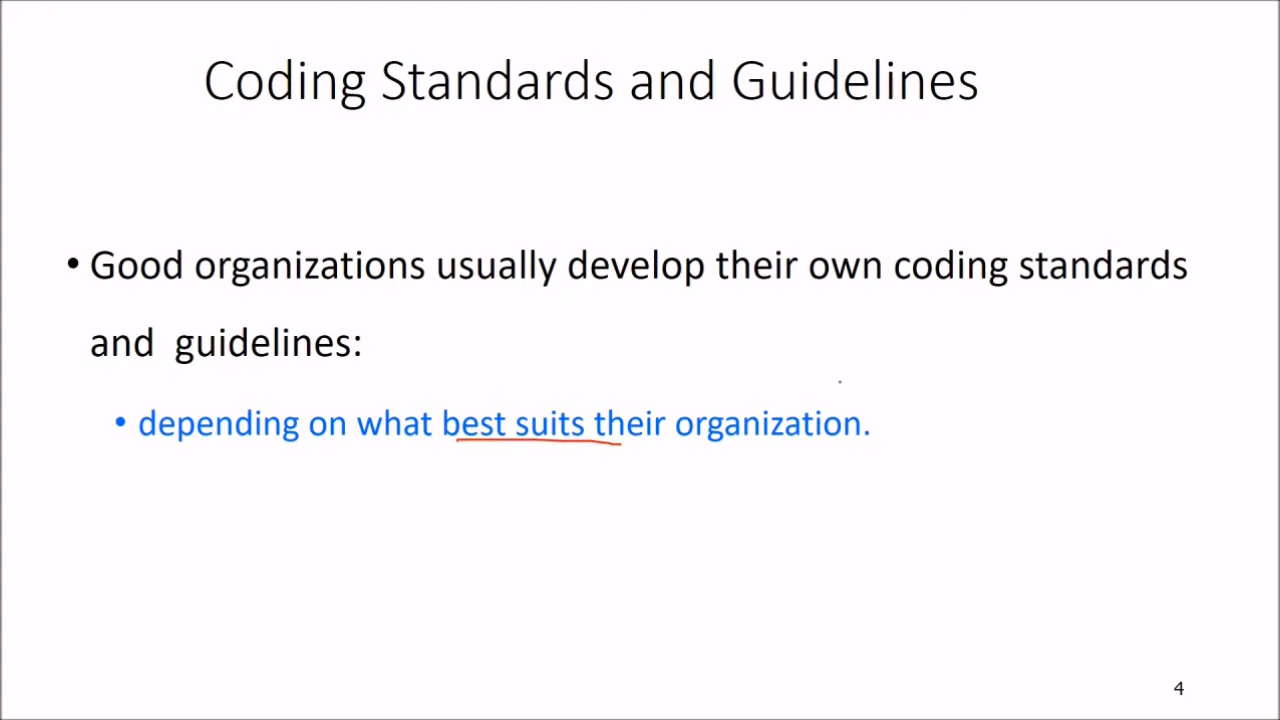 Coding Standards and Guidelines
• Good organizations usually develop their own coding standards
and guidelines:
• depending on what best suits their organization.
4